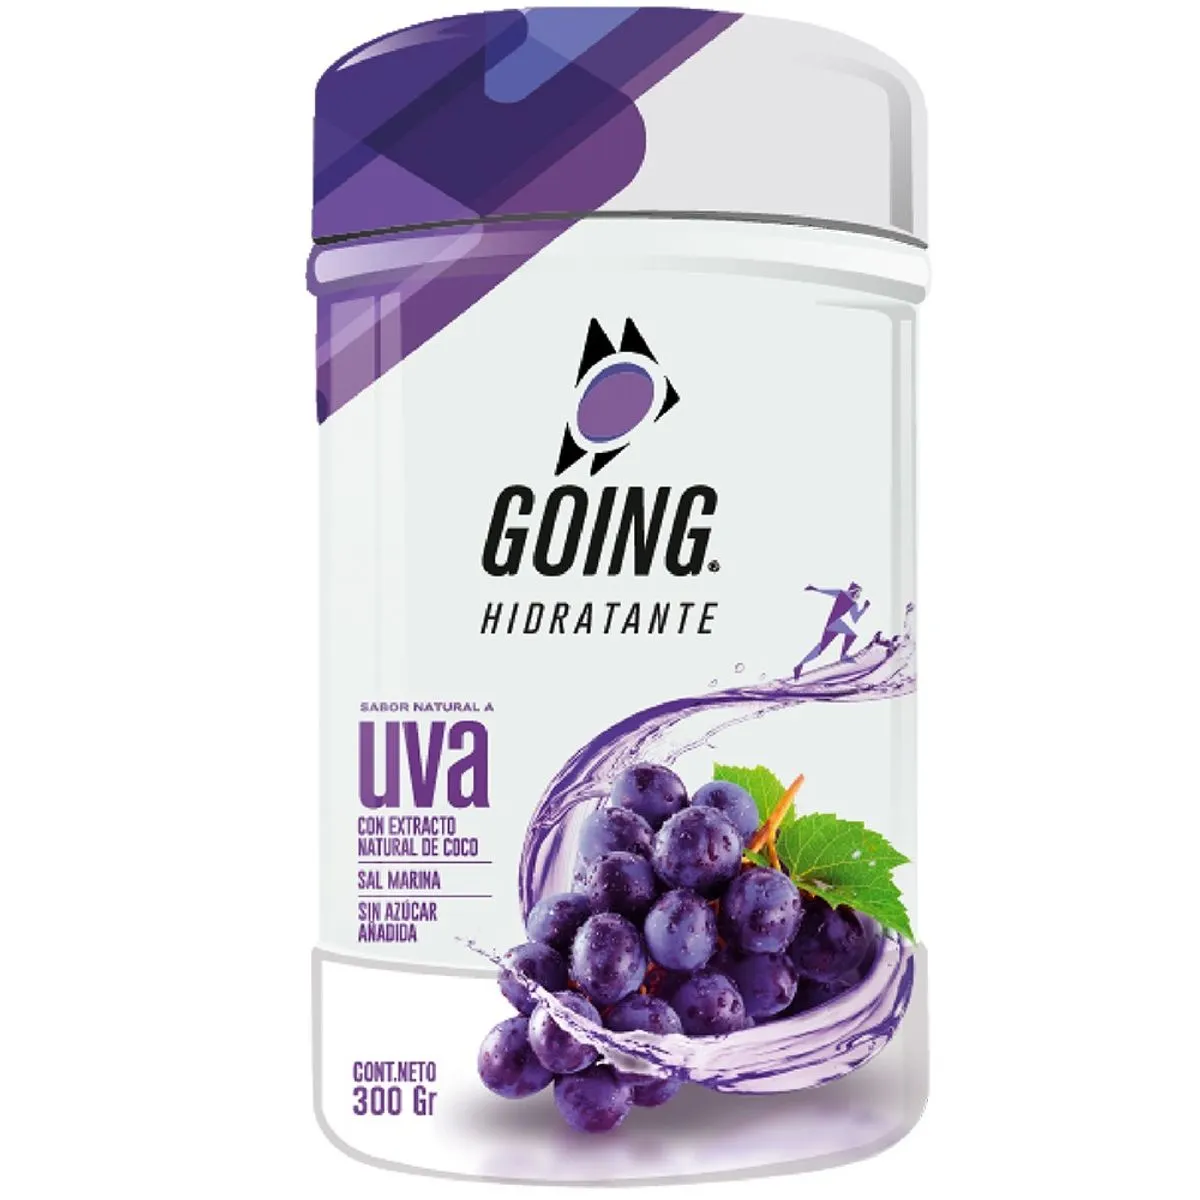 GOING®
HIDRATANTE
SABOR NATURAL A
uva
CON EXTRACTO
NATURAL DE COCO
SAL MARINA
SIN AZÚCAR
AÑADIDA
CONT.NETO
300 Gr